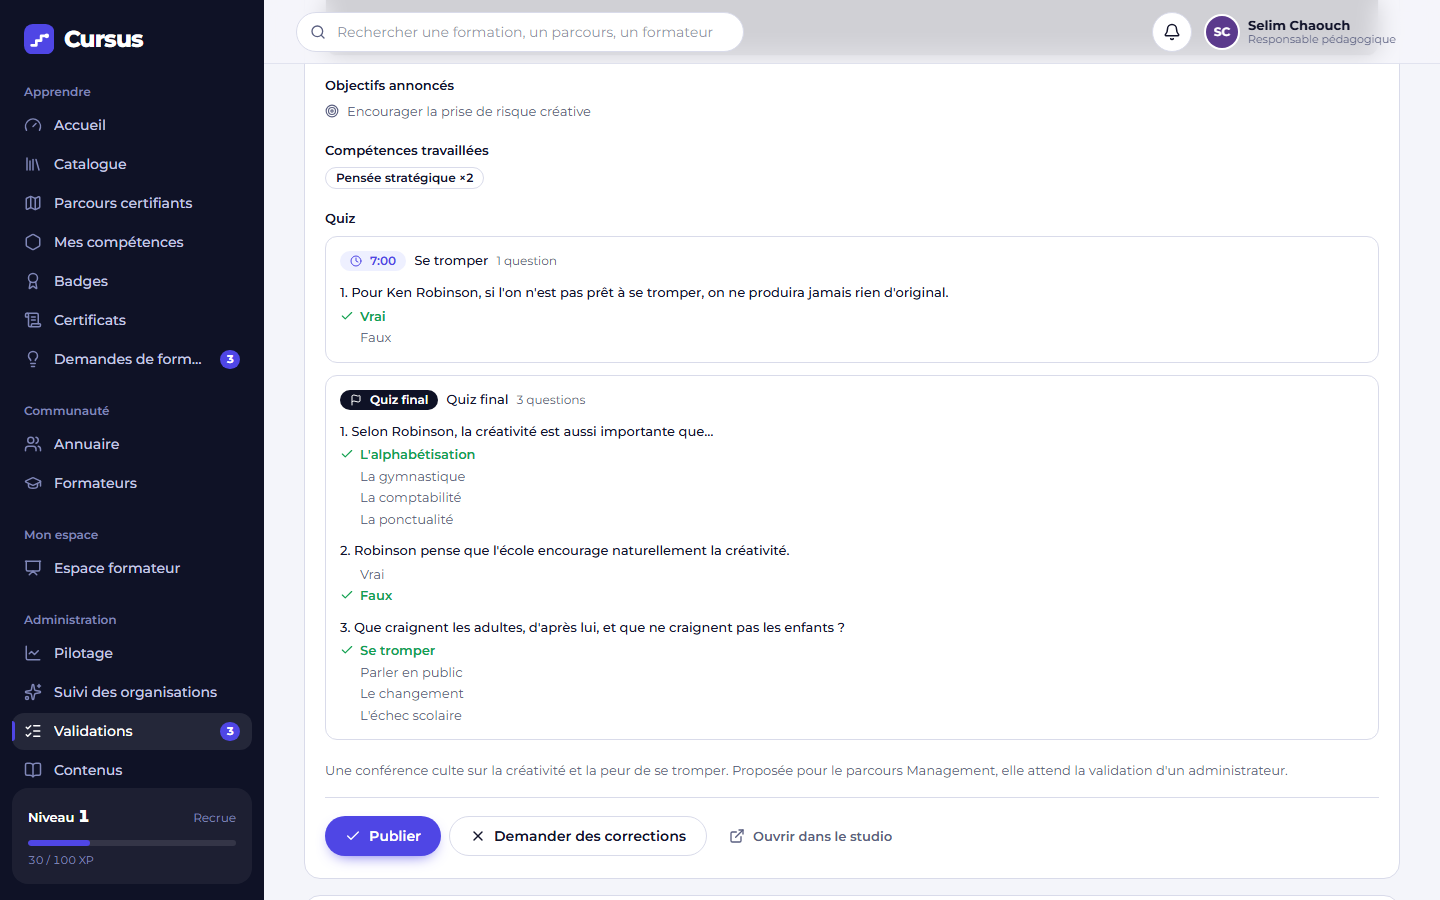 Cursus
Rechercher une formation, un parcours, un formateur
SC
Selim Chaouch
Responsable pédagogique
Apprendre
Accueil
Catalogue
Parcours certifiants
Mes compétences
Badges
Certificats
Demandes de form... 3
Communauté
Annuaire
Formateurs
Mon espace
Espace formateur
Administration
Pilotage
Suivi des organisations
Validations 3
Contenus
Niveau 1 Recrue
30 / 100 XP
Objectifs annoncés
Encourager la prise de risque créative
Compétences travaillées
Pensée stratégique ×2
Quiz
7:00 Se tromper 1 question
1. Pour Ken Robinson, si l'on n'est pas prêt à se tromper, on ne produira jamais rien d'original.
Vrai
Faux
Quiz final Quiz final 3 questions
1. Selon Robinson, la créativité est aussi importante que...
L'alphabétisation
La gymnastique
La comptabilité
La ponctualité
2. Robinson pense que l'école encourage naturellement la créativité.
Vrai
Faux
3. Que craignent les adultes, d'après lui, et que ne craignent pas les enfants ?
Se tromper
Parler en public
Le changement
L'échec scolaire
Une conférence culte sur la créativité et la peur de se tromper. Proposée pour le parcours Management, elle attend la validation d'un administrateur.
Publier
Demander des corrections
Ouvrir dans le studio